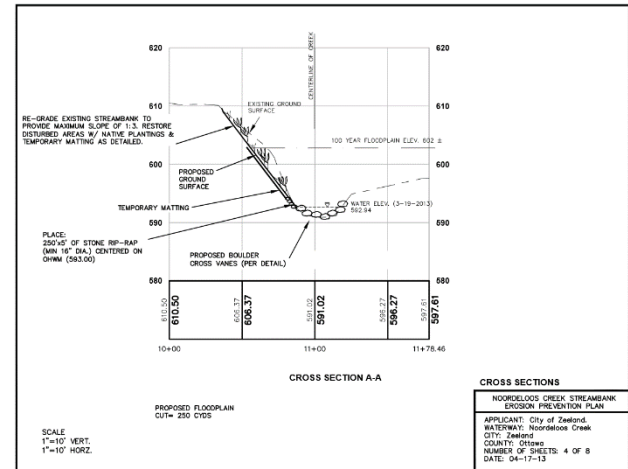 620
620
CENTERLINE OF CREEK
610
EXISTING GROUND
SURFACE
610
RE-GRADE EXISTING STREAMBANK TO
PROVIDE MAXIMUM SLOPE OF 1:3. RESTORE
DISTURBED AREAS W/ NATIVE PLANTINGS &
TEMPORARY MATTING AS DETAILED.
100 YEAR FLOODPLAIN ELEV. 602 ±
600
600
PROPOSED
GROUND
SURFACE
TEMPORARY MATTING
WATER ELEV. (3-19-2013)
592.94
590
590
PLACE:
250'x5' OF STONE RIP-RAP
(MIN 16" DIA.) CENTERED ON
OHWM (593.00)
PROPOSED BOULDER
CROSS VANES (PER DETAIL)
580
580
610.50
610.50
606.37
606.37
591.02
591.02
596.27
596.27
597.61
597.61
10+00
11+00
11+78.46
CROSS SECTION A-A
CROSS SECTIONS
PROPOSED FLOODPLAIN
CUT= 250 CYDS
NOORDELOOS CREEK STREAMBANK
EROSION PREVENTION PLAN
APPLICANT: City of Zeeland.
WATERWAY: Noordeloos Creek
CITY: Zeeland
COUNTY: Ottawa
NUMBER OF SHEETS: 4 OF 8
DATE: 04-17-13
SCALE
1"=10' VERT.
1"=10' HORZ.